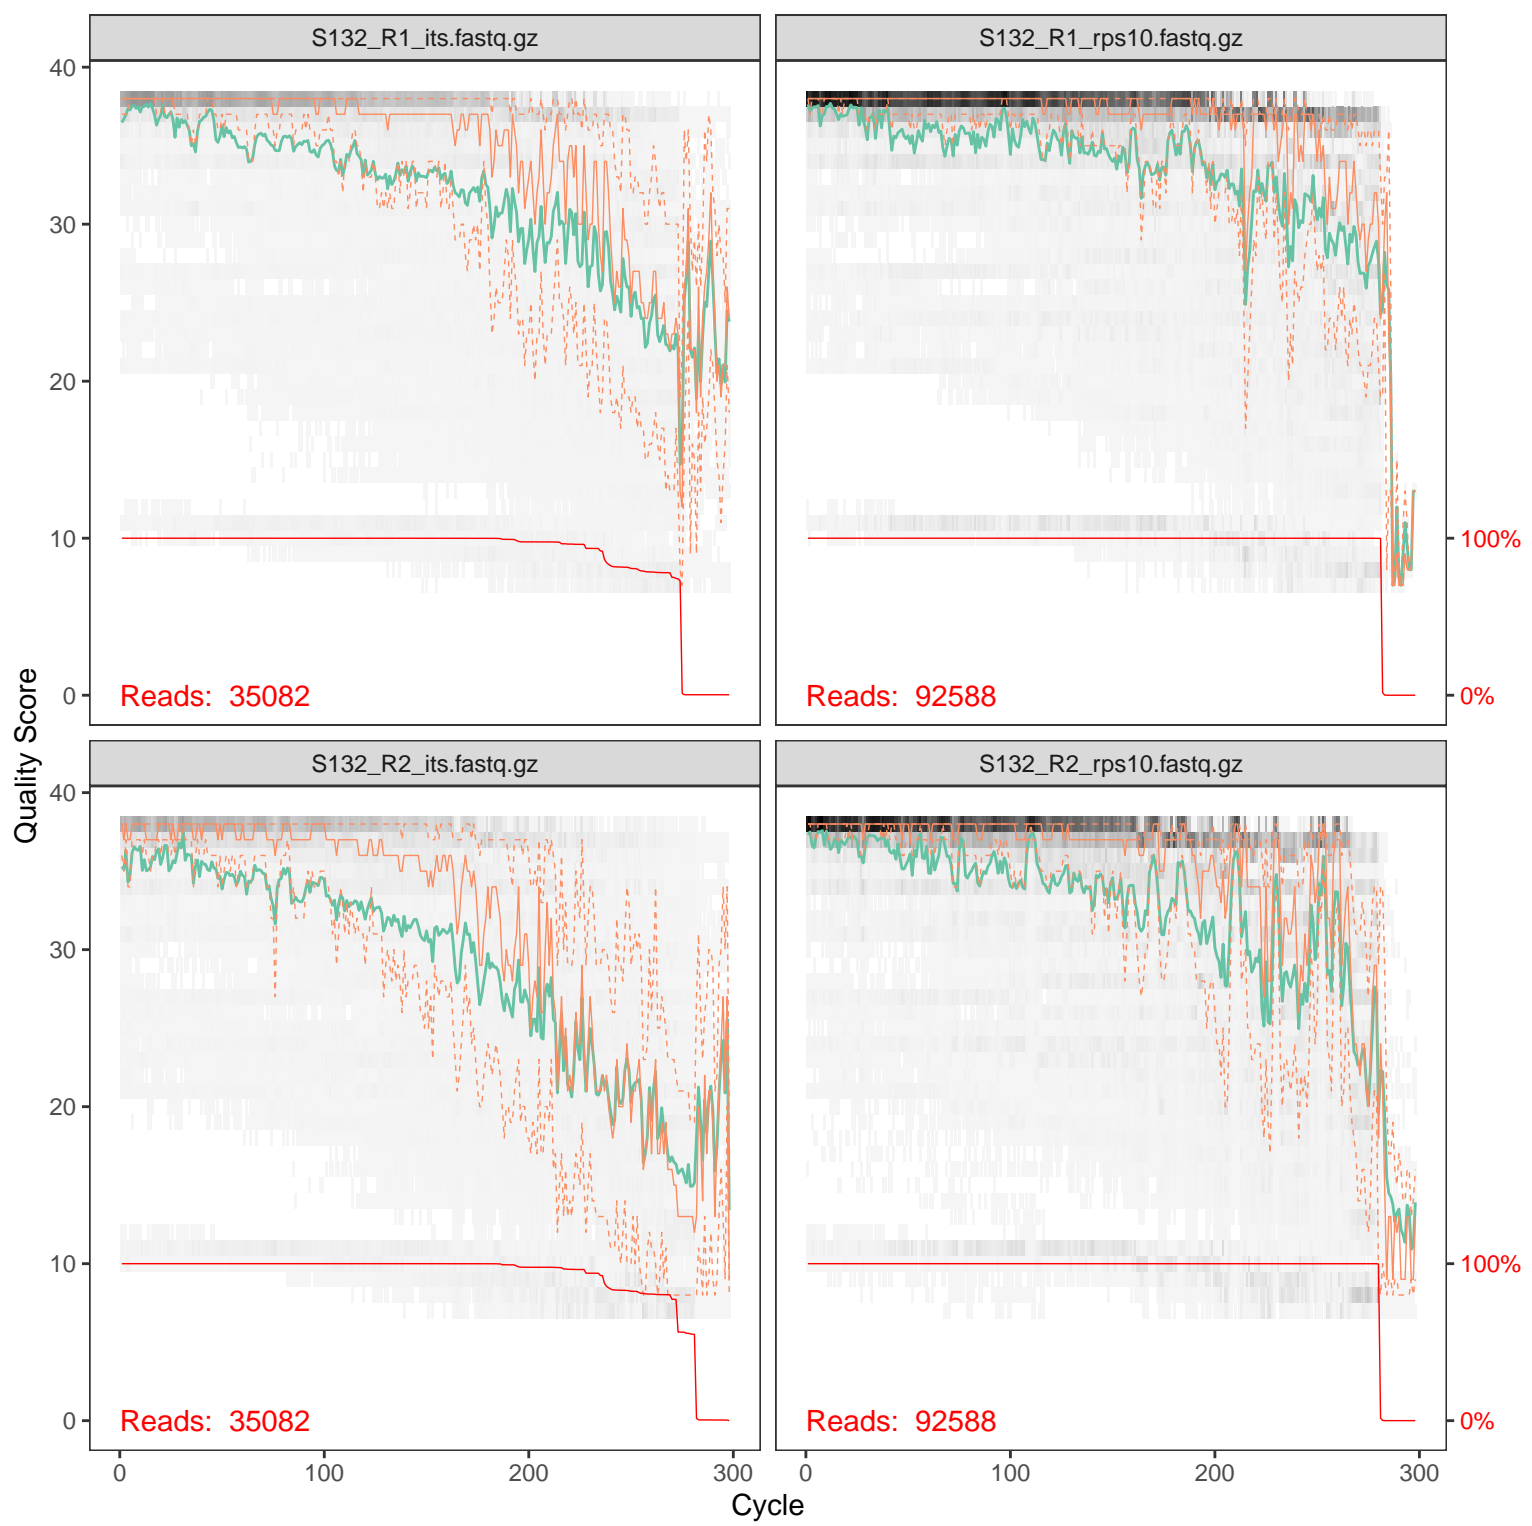 S132_R1_its.fastq.gz
S132_R1_rps10.fastq.gz
40
30
20
10
0
100%
0%
Reads: 35082
Reads: 92588
Quality Score
S132_R2_its.fastq.gz
S132_R2_rps10.fastq.gz
40
30
20
10
0
100%
0%
Reads: 35082
Reads: 92588
0
100
200
300
0
100
200
300
Cycle